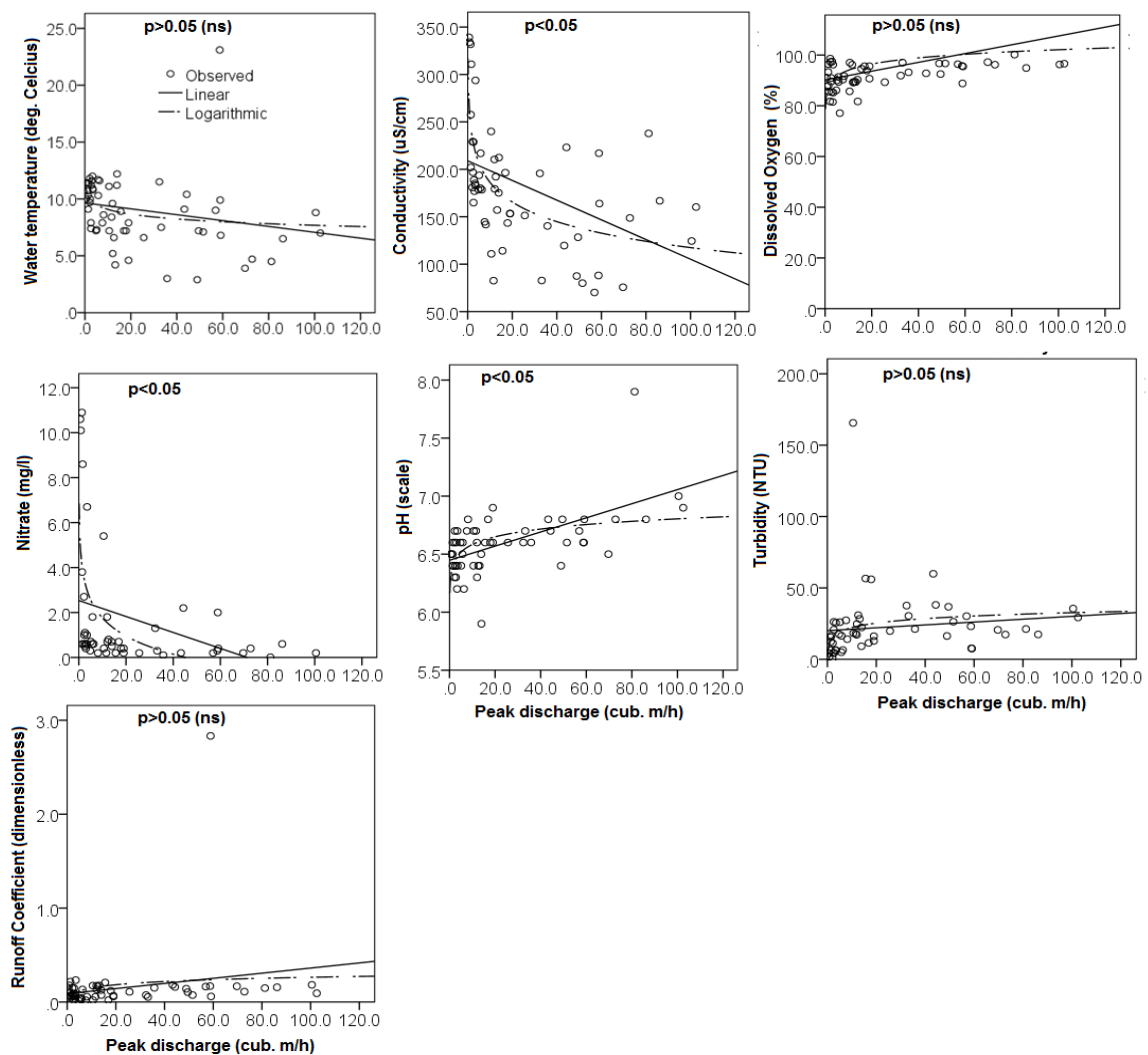 p>0.05 (ns)
25.0
20.0
15.0
10.0
5.0
.0
Water temperature (deg. Celcius)
Observed
Linear
Logarithmic
.0 20.0 40.0 60.0 80.0 100.0 120.0
p<0.05
350.0
300.0
250.0
200.0
150.0
100.0
50.0
Conductivity (uS/cm)
.0 20.0 40.0 60.0 80.0 100.0 120.0
p>0.05 (ns)
100.0
80.0
60.0
40.0
20.0
.0
Dissolved Oxygen (%)
.0 20.0 40.0 60.0 80.0 100.0 120.0
p<0.05
12.0
10.0
8.0
6.0
4.0
2.0
.0
Nitrate (mg/l)
.0 20.0 40.0 60.0 80.0 100.0 120.0
p<0.05
8.0
7.5
7.0
6.5
6.0
5.5
pH (scale)
.0 20.0 40.0 60.0 80.0 100.0 120.0
Peak discharge (cub. m/h)
p>0.05 (ns)
200.0
150.0
100.0
50.0
.0
Turbidity (NTU)
.0 20.0 40.0 60.0 80.0 100.0 120.0
Peak discharge (cub. m/h)
p>0.05 (ns)
3.0
2.0
1.0
.0
Runoff Coefficient (dimensionless)
.0 20.0 40.0 60.0 80.0 100.0 120.0
Peak discharge (cub. m/h)